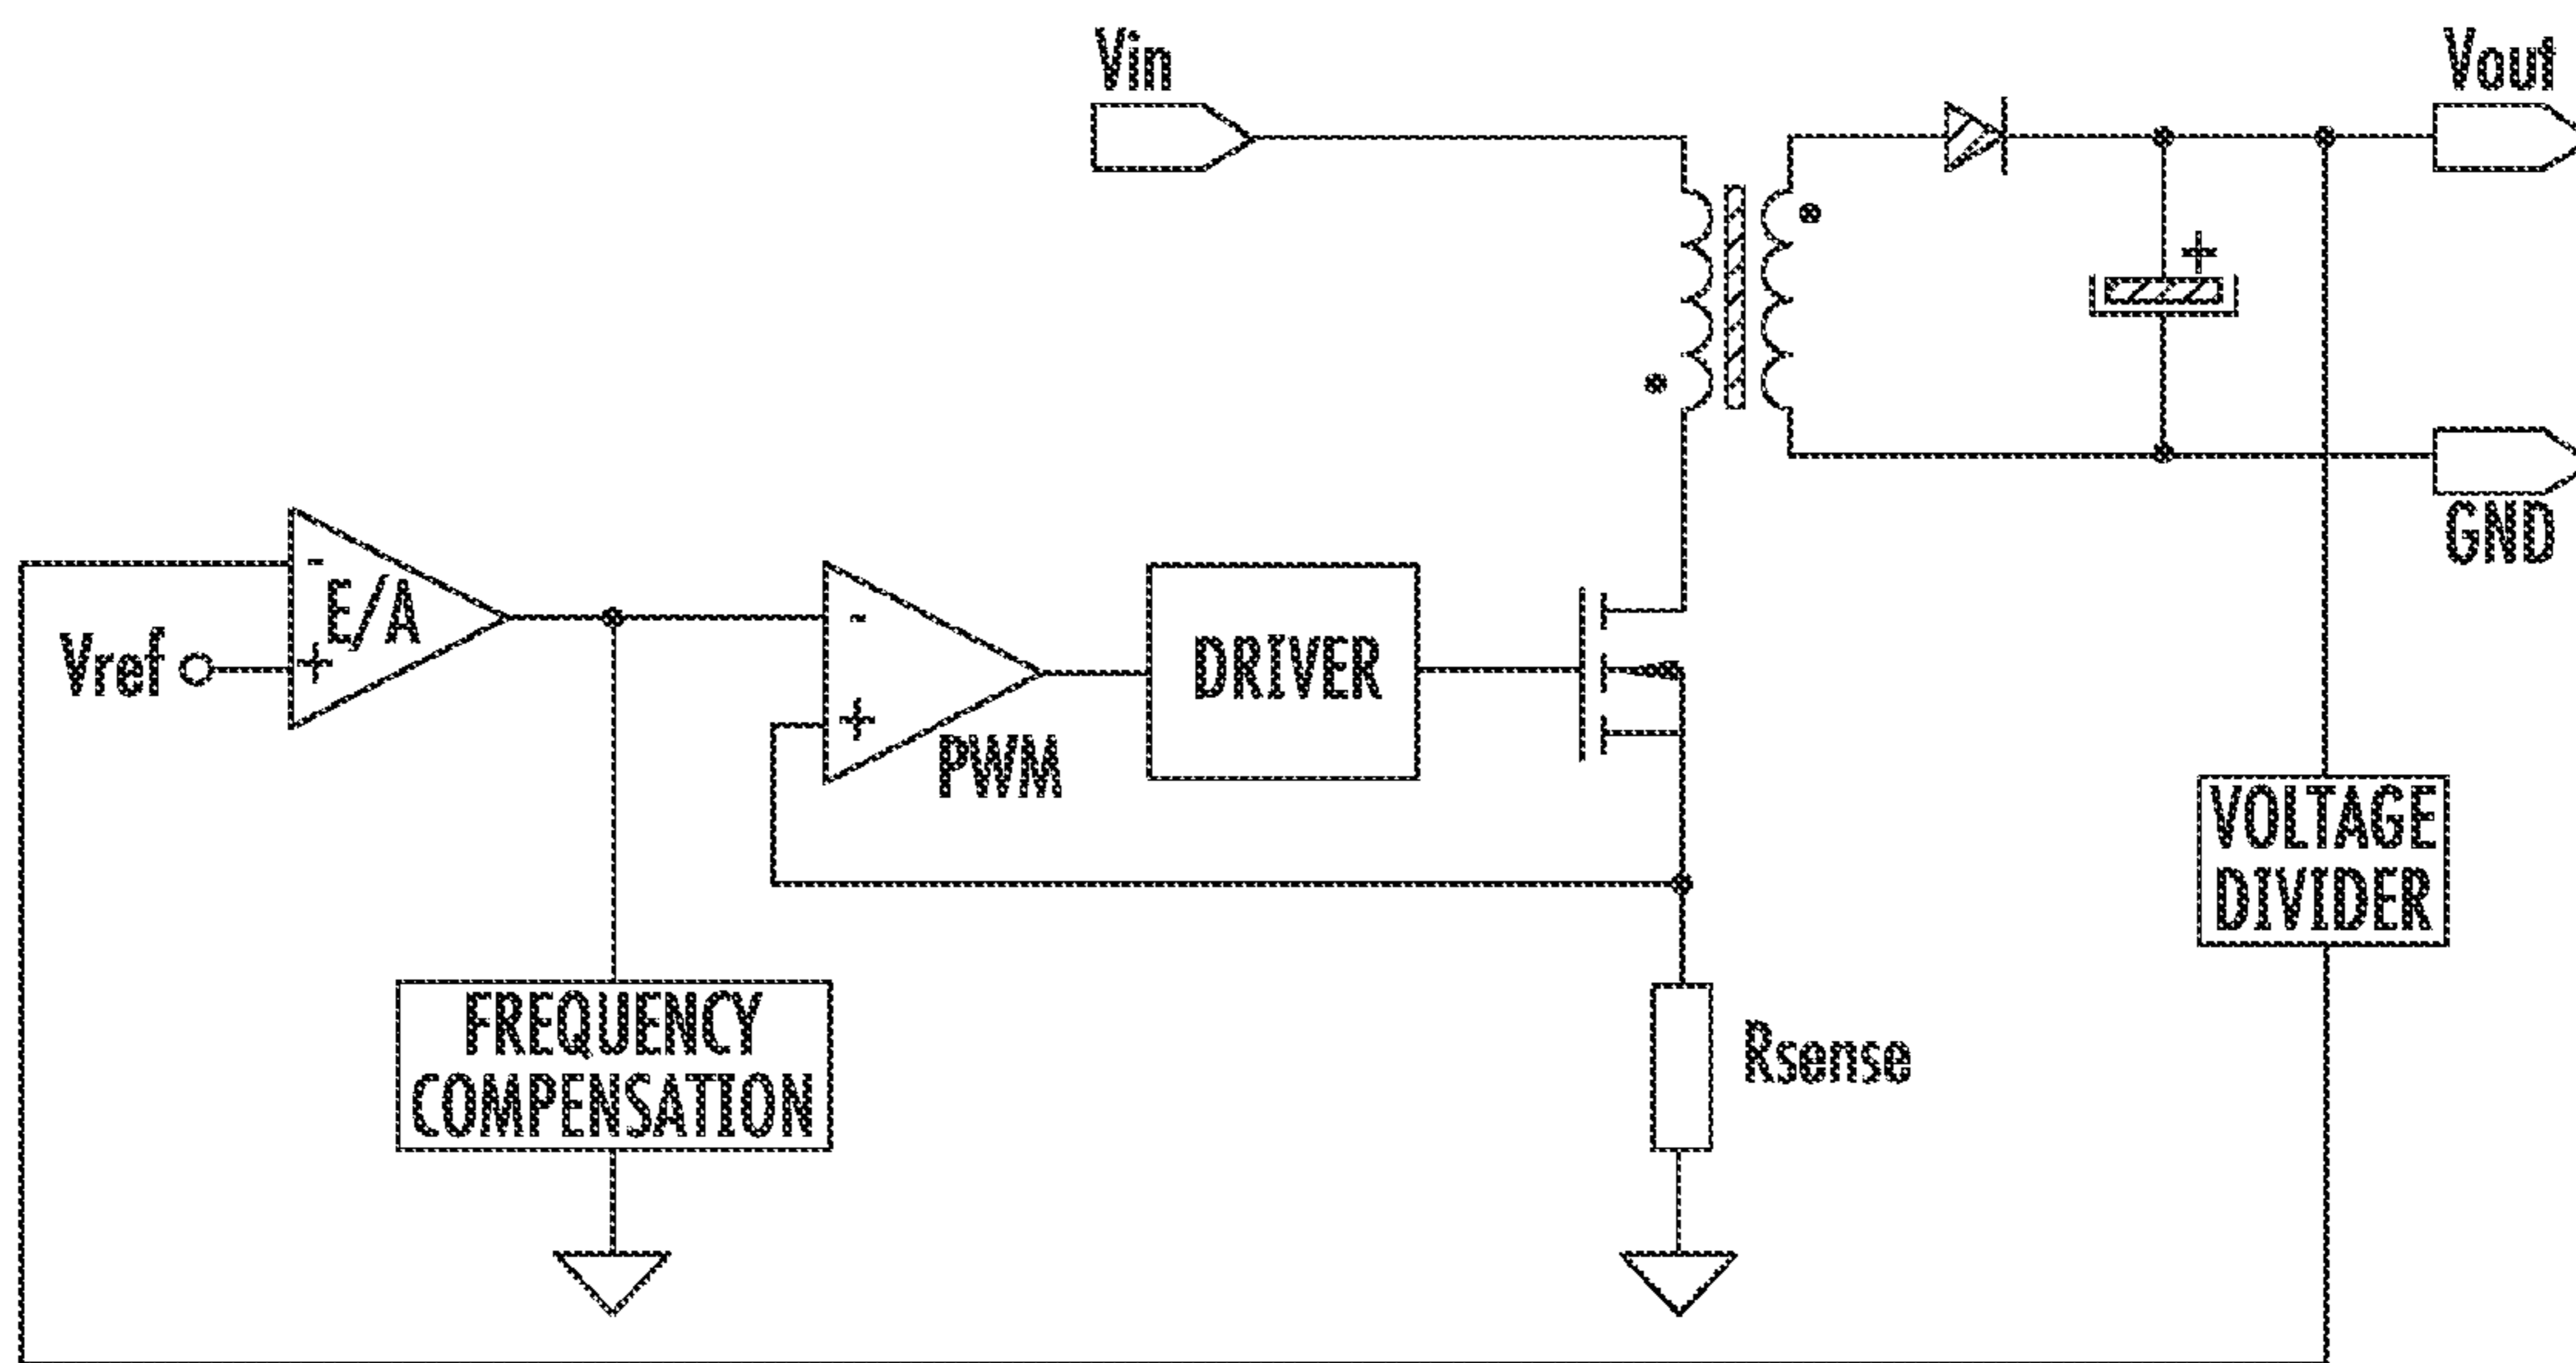 Vin
Vout
+
GND
-
E/A
Vref
+
-
+
PWM
DRIVER
VOLTAGE
DIVIDER
FREQUENCY
COMPENSATION
Rsense